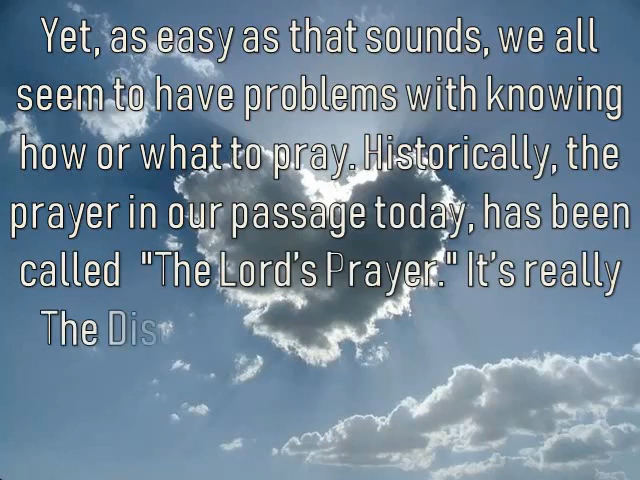 Yet, as easy as that sounds, we all
seem to have problems with knowing
how or what to pray. Historically, the
prayer in our passage today, has been
called "The Lord's Prayer." It's really
The